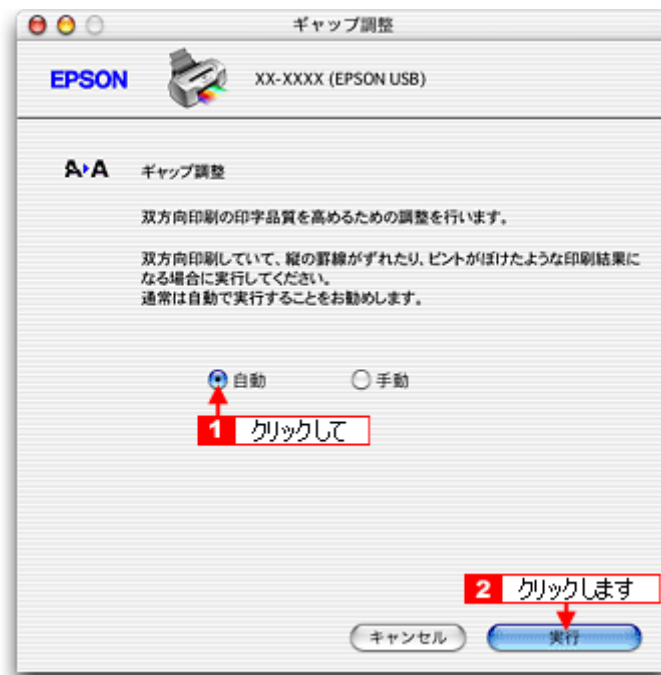 ギャップ調整
EPSON
XX-XXXX (EPSON USB)
A▸A ギャップ調整
双方向印刷の印字品質を高めるための調整を行います。
双方向印刷していて、縦の罫線がずれたり、ピントがぼけたような印刷結果に
なる場合に実行してください。
通常は自動で実行することをお勧めします。
自動 手動
1 クリックして
2 クリックします
キャンセル 実行